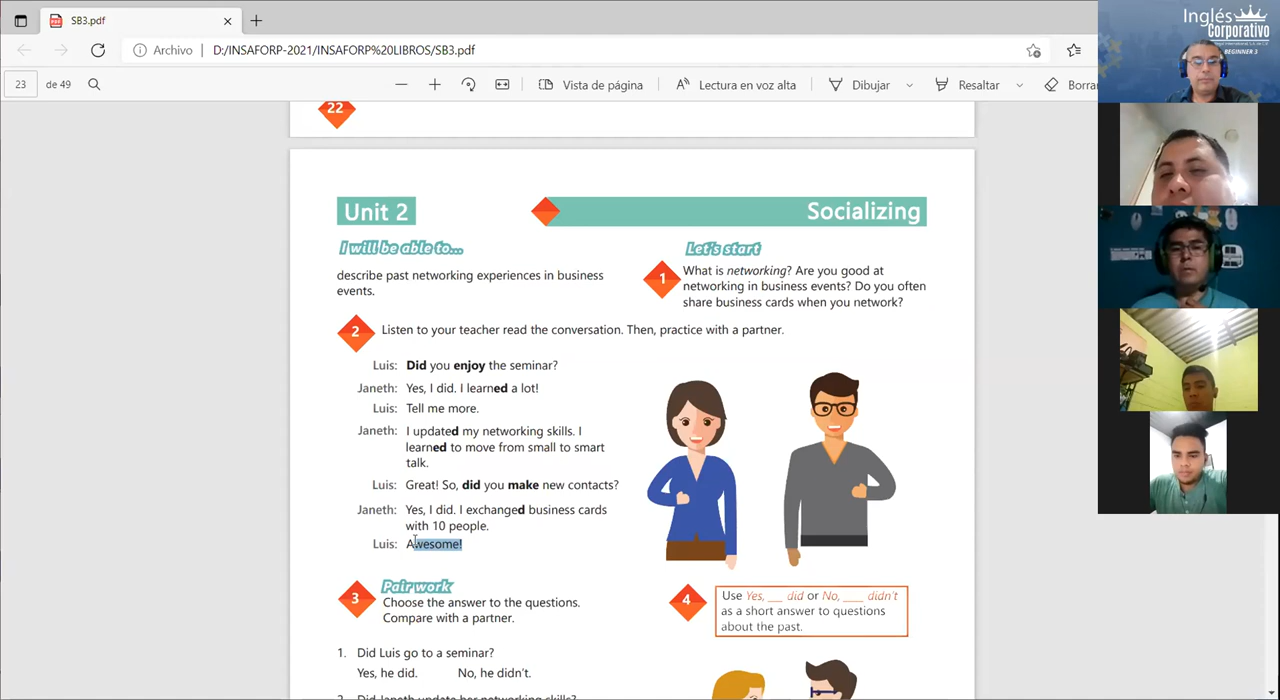 SB3.pdf
Archivo
D:/INSAFORP-2021/INSAFORP%20LIBROS/SB3.pdf
23
de 49
Vista de página
Lectura en voz alta
Dibujar
Resaltar
Borrar
Inglés
Corporativo
BEGINNER 3
22
Unit 2
Socializing
I will be able to...
describe past networking experiences in business
events.
Let's start
1
What is networking? Are you good at
networking in business events? Do you often
share business cards when you network?
2
Listen to your teacher read the conversation. Then, practice with a partner.
Luis: Did you enjoy the seminar?
Janeth: Yes, I did. I learned a lot!
Luis: Tell me more.
Janeth: I updated my networking skills. I
learned to move from small to smart
talk.
Luis: Great! So, did you make new contacts?
Janeth: Yes, I did. I exchanged business cards
with 10 people.
Luis: Awesome!
3
Pair work
Choose the answer to the questions.
Compare with a partner.
1. Did Luis go to a seminar?
Yes, he did. No, he didn't.
2. Did Janeth update her networking skills?
4
Use Yes, __ did or No, ___ didn't
as a short answer to questions
about the past.